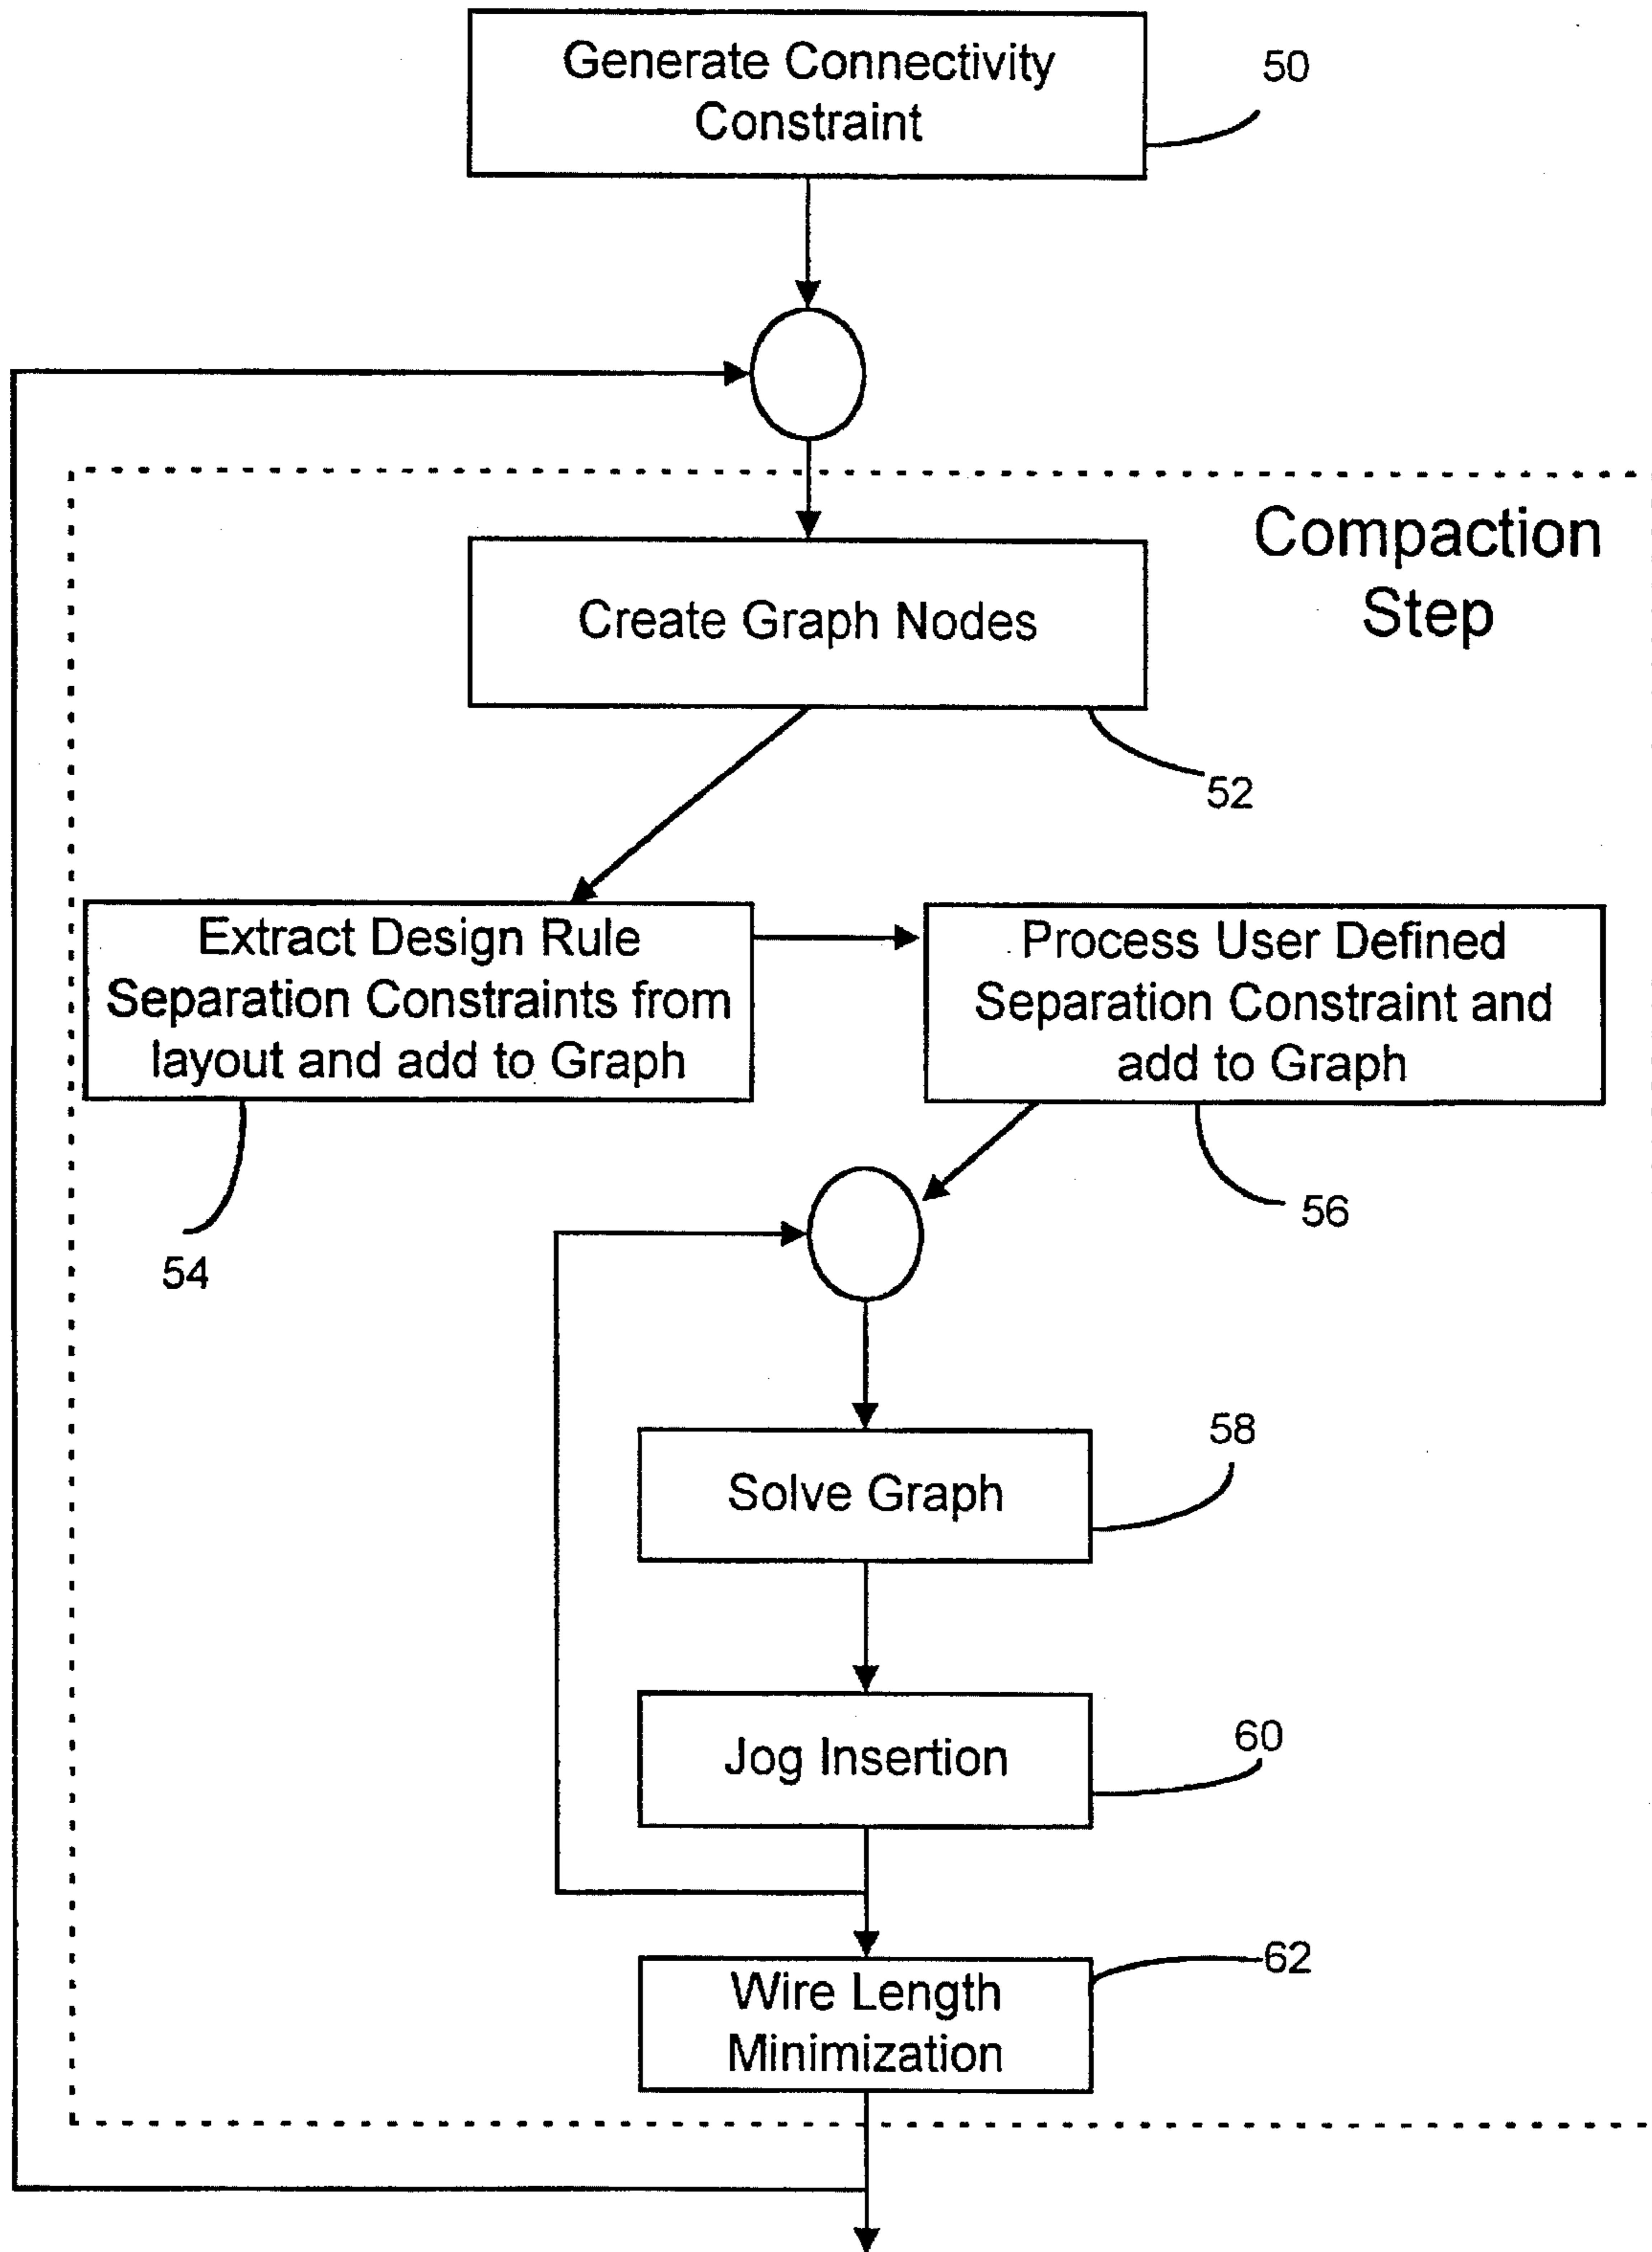 Generate Connectivity
Constraint
50
Compaction
Step
Create Graph Nodes
52
Extract Design Rule
Separation Constraints from
layout and add to Graph
54
Process User Defined
Separation Constraint and
add to Graph
56
Solve Graph
58
Jog Insertion
60
Wire Length
Minimization
62